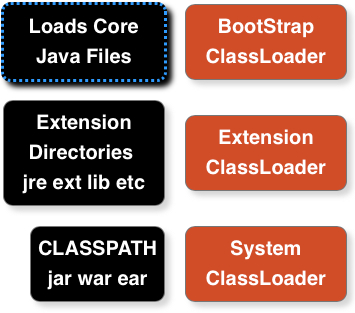 Loads Core
Java Files
BootStrap
ClassLoader
Extension
Directories
jre ext lib etc
Extension
ClassLoader
CLASSPATH
jar war ear
System
ClassLoader